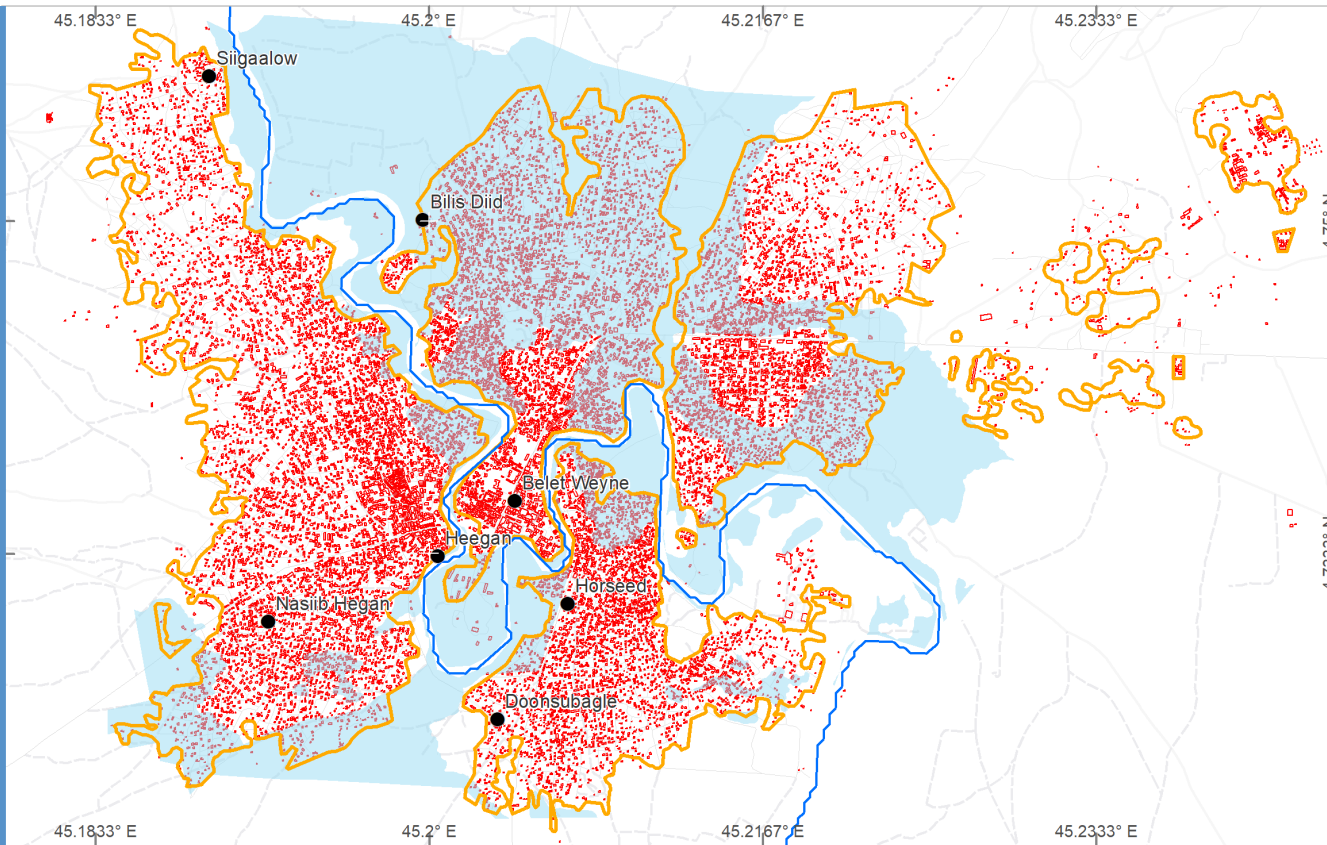 45.1833° E
45.2° E
45.2167° E
45.2333° E
Siigaalow
Bilis Diid
Belet Weyne
Heegan
Horseed
Nasiib Hegan
Doonsubagle
45.1833° E
45.2° E
45.2167° E
45.2333° E